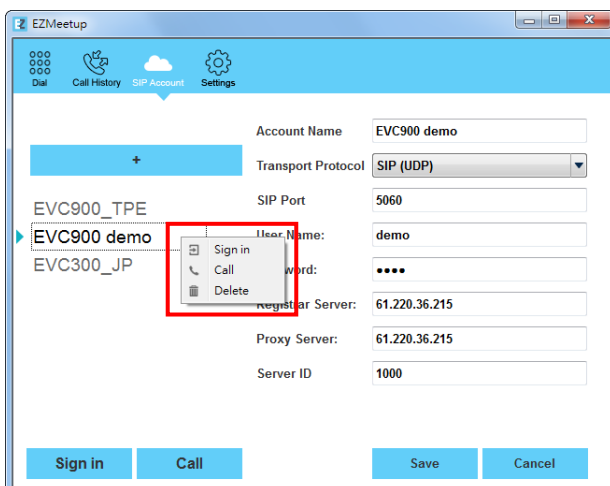 EZ EZMeetup
Dial
Call History
SIP Account
Settings
+
EVC900_TPE
EVC900 demo
EVC300_JP
Sign in
Call
Delete
Account Name EVC900 demo
Transport Protocol SIP (UDP)
SIP Port 5060
User Name: demo
word: ••••
Registrar Server: 61.220.36.215
Proxy Server: 61.220.36.215
Server ID 1000
Sign in
Call
Save
Cancel